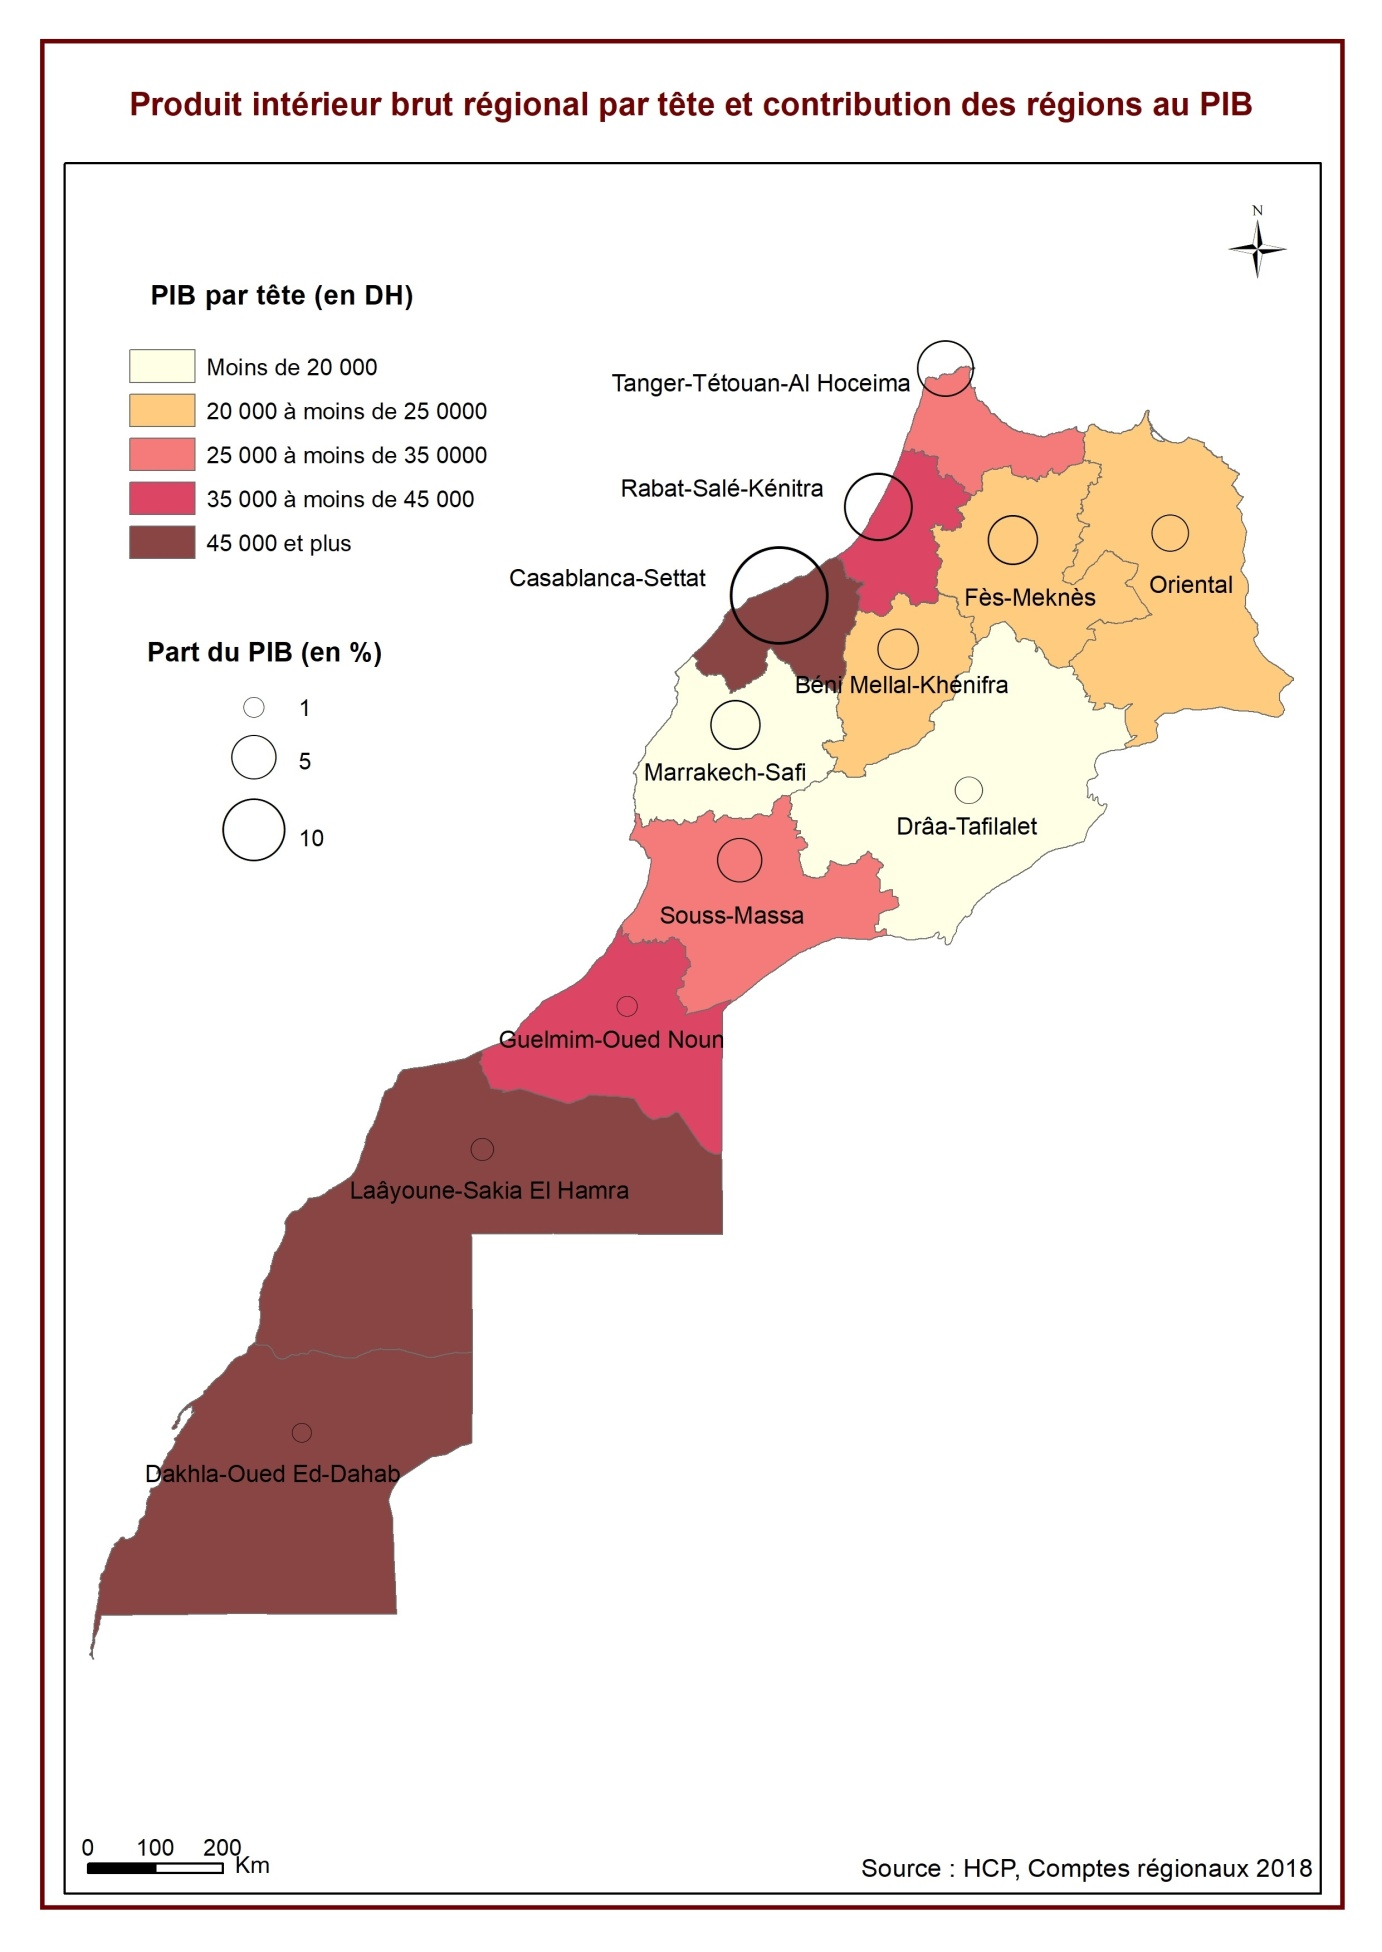 Produit intérieur brut régional par tête et contribution des régions au PIB
N
PIB par tête (en DH)
Moins de 20 000
20 000 à moins de 25 0000
25 000 à moins de 35 0000
35 000 à moins de 45 000
45 000 et plus
Part du PIB (en %)
1
5
10
Tanger-Tétouan-Al Hoceima
Rabat-Salé-Kénitra
Casablanca-Settat
Oriental
Fès-Meknès
Béni Mellal-Khénifra
Marrakech-Safi
Drâa-Tafilalet
Souss-Massa
Guelmim-Oued Noun
Laâyoune-Sakia El Hamra
Dakhla-Oued Ed-Dahab
0 100 200
Km
Source : HCP, Comptes régionaux 2018